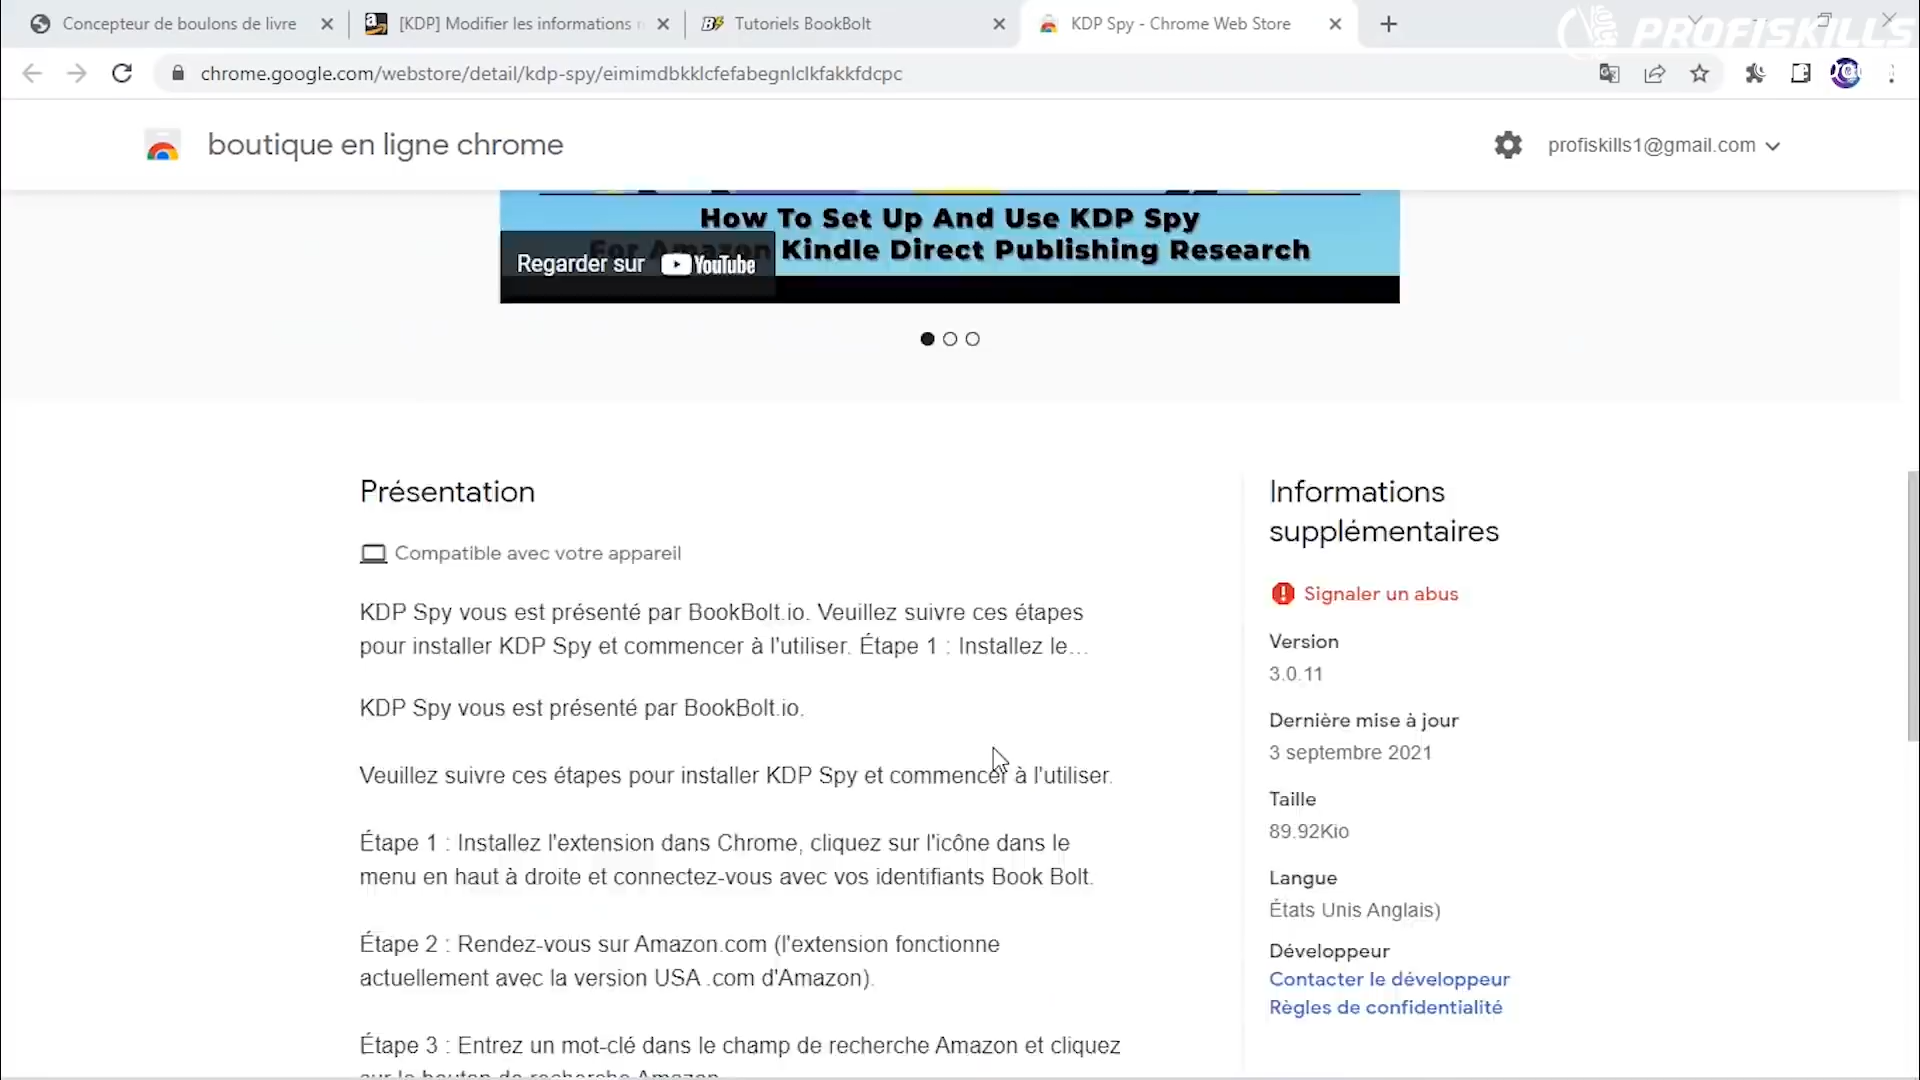 Concepteur de boulons de livre
[KDP] Modifier les informations
Tutoriels BookBolt
KDP Spy - Chrome Web Store
PROFISKILLS
chrome.google.com/webstore/detail/kdp-spy/eimimdbkklcfefabegnlclkfakkfdcpc
boutique en ligne chrome
profiskills1@gmail.com
How To Set Up And Use KDP Spy
For Amazon Kindle Direct Publishing Research
Regarder sur YouTube
Présentation
Compatible avec votre appareil
KDP Spy vous est présenté par BookBolt.io. Veuillez suivre ces étapes
pour installer KDP Spy et commencer à l'utiliser. Étape 1 : Installez le...
KDP Spy vous est présenté par BookBolt.io.
Veuillez suivre ces étapes pour installer KDP Spy et commencer à l'utiliser.
Étape 1 : Installez l'extension dans Chrome, cliquez sur l'icône dans le
menu en haut à droite et connectez-vous avec vos identifiants Book Bolt.
Étape 2 : Rendez-vous sur Amazon.com (l'extension fonctionne
actuellement avec la version USA .com d'Amazon).
Étape 3 : Entrez un mot-clé dans le champ de recherche Amazon et cliquez
sur le bouton de recherche Amazon
Informations
supplémentaires
Signaler un abus
Version
3.0.11
Dernière mise à jour
3 septembre 2021
Taille
89.92Kio
Langue
États Unis Anglais)
Développeur
Contacter le développeur
Règles de confidentialité